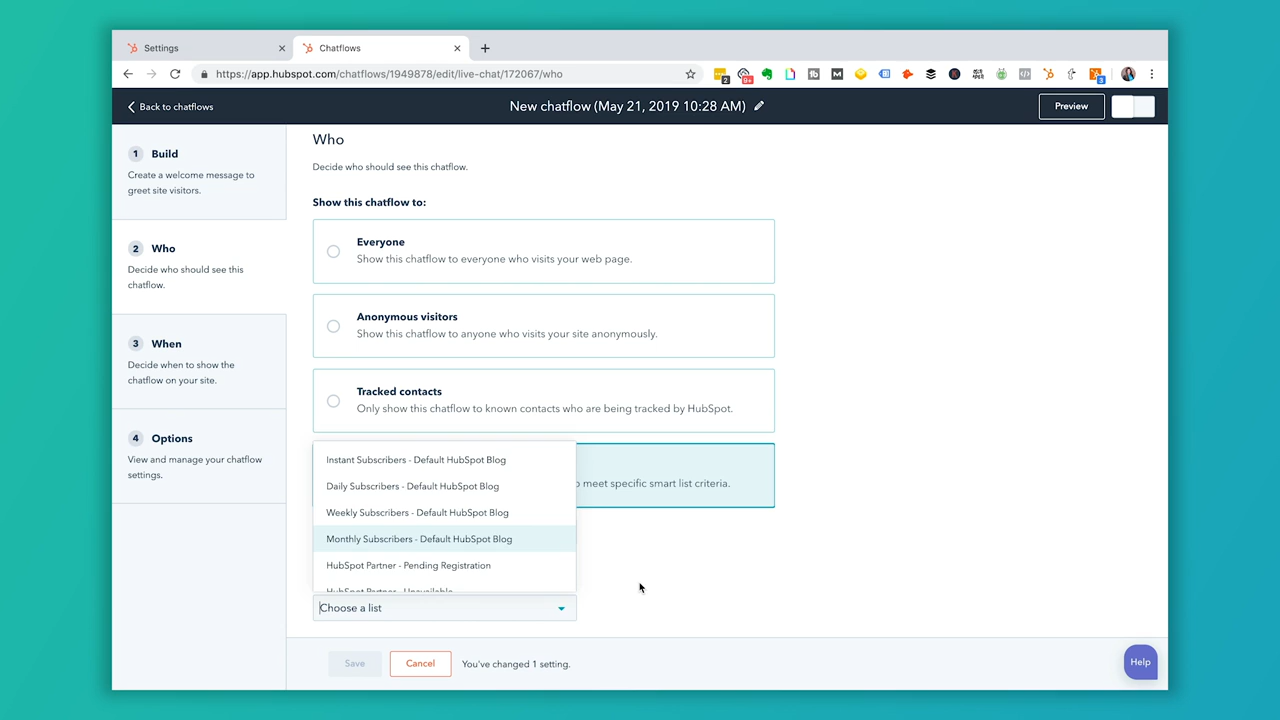 Settings
Chatflows
https://app.hubspot.com/chatflows/1949878/edit/live-chat/172067/who
2
9+
3
Back to chatflows
New chatflow (May 21, 2019 10:28 AM)
Preview
1 Build
Create a welcome message to
greet site visitors.
2 Who
Decide who should see this
chatflow.
3 When
Decide when to show the
chatflow on your site.
4 Options
View and manage your chatflow
settings.
Who
Decide who should see this chatflow.
Show this chatflow to:
Everyone
Show this chatflow to everyone who visits your web page.
Anonymous visitors
Show this chatflow to anyone who visits your site anonymously.
Tracked contacts
Only show this chatflow to known contacts who are being tracked by HubSpot.
meet specific smart list criteria.
Instant Subscribers - Default HubSpot Blog
Daily Subscribers - Default HubSpot Blog
Weekly Subscribers - Default HubSpot Blog
Monthly Subscribers - Default HubSpot Blog
HubSpot Partner - Pending Registration
HubSpot Partner - Unavailable
Choose a list
Save
Cancel
You've changed 1 setting.
Help